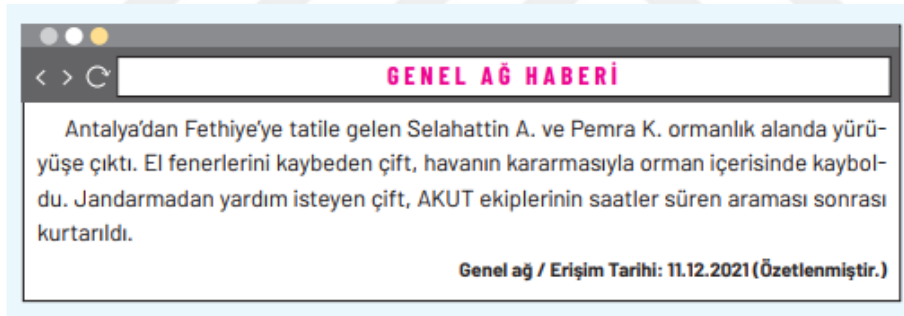 GENEL AĞ HABERİ
Antalya’dan Fethiye’ye tatile gelen Selahattin A. ve Pemra K. ormanlık alanda yürü-
yüşe çıktı. El fenerlerini kaybeden çift, havanın kararmasıyla orman içerisinde kaybol-
du. Jandarmadan yardım isteyen çift, AKUT ekiplerinin saatler süren araması sonrası
kurtarıldı.
Genel ağ / Erişim Tarihi: 11.12.2021 (Özetlenmiştir.)